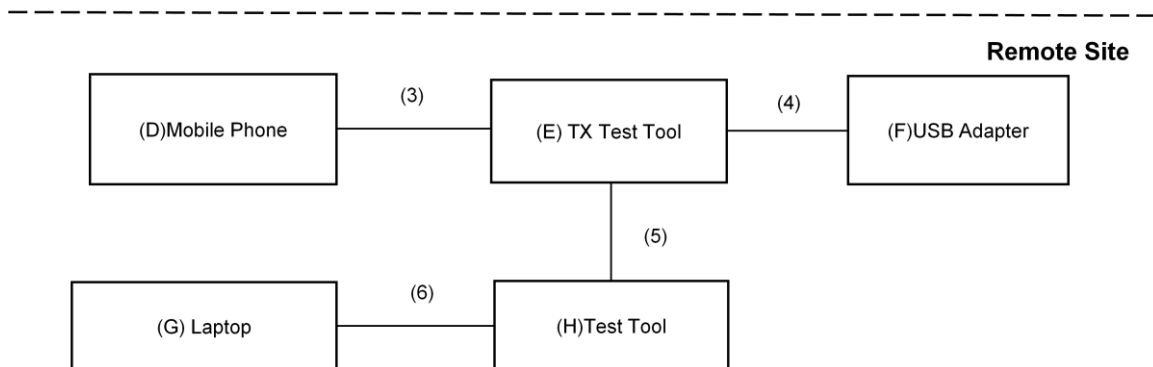 Remote Site
(D)Mobile Phone
(3)
(E) TX Test Tool
(4)
(F)USB Adapter
(5)
(G) Laptop
(6)
(H)Test Tool